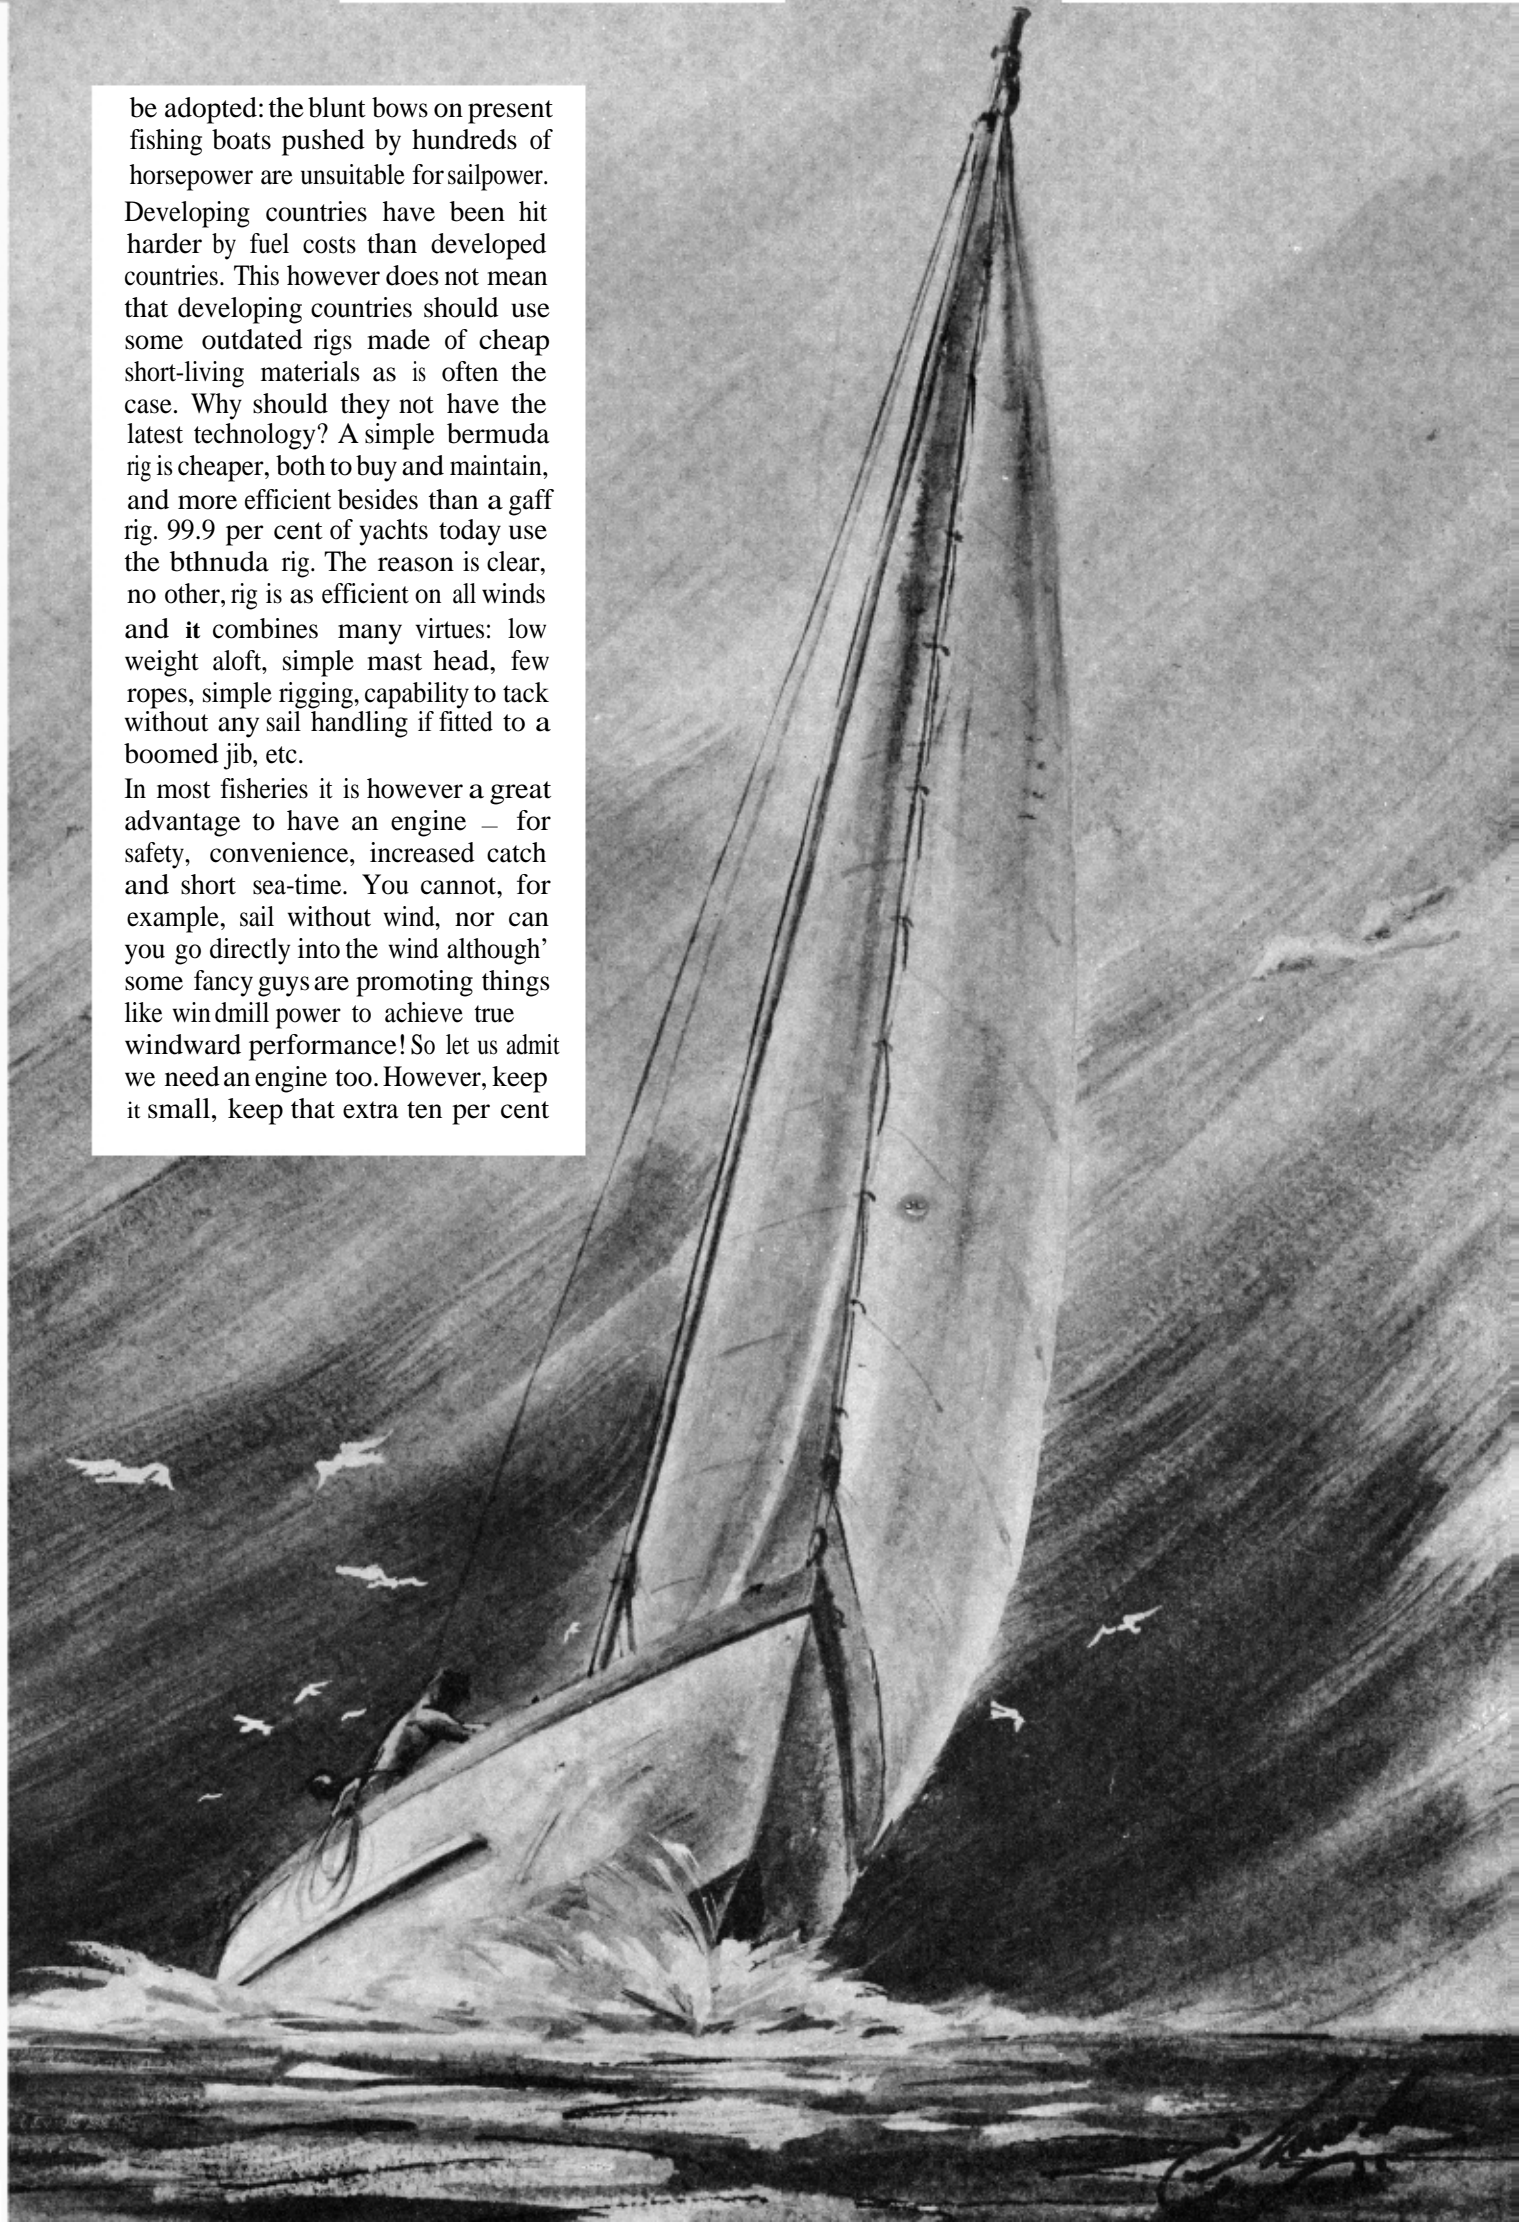 be adopted: the blunt bows on present
fishing boats pushed by hundreds of
horsepower are unsuitable for sailpower.
Developing countries have been hit
harder by fuel costs than developed
countries. This however does not mean
that developing countries should use
some outdated rigs made of cheap
short-living materials as is often the
case. Why should they not have the
latest technology? A simple bermuda
rig is cheaper, both to buy and maintain,
and more efficient besides than a gaff
rig. 99.9 per cent of yachts today use
the bthnuda rig. The reason is clear,
no other, rig is as efficient on all winds
and it combines many virtues: low
weight aloft, simple mast head, few
ropes, simple rigging, capability to tack
without any sail handling if fitted to a
boomed jib, etc.
In most fisheries it is however a great
advantage to have an engine – for
safety, convenience, increased catch
and short sea-time. You cannot, for
example, sail without wind, nor can
you go directly into the wind although'
some fancy guys are promoting things
like win dmill power to achieve true
windward performance! So let us admit
we need an engine too. However, keep
it small, keep that extra ten per cent